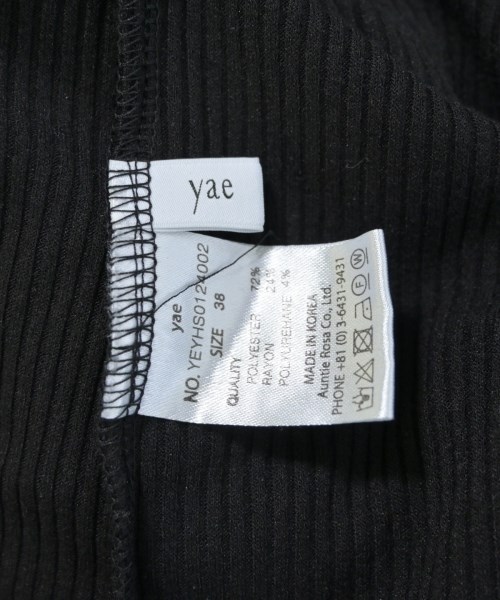 yae
yae
NO. YEYHS0124002
SIZE 38
QUALITY
POLYESTER 72%
RAYON 24%
POLYUREHANE 4%
MADE IN KOREA
Auntie Rosa Co., Ltd.
PHONE +81 (0) 3-6431-9431
F W